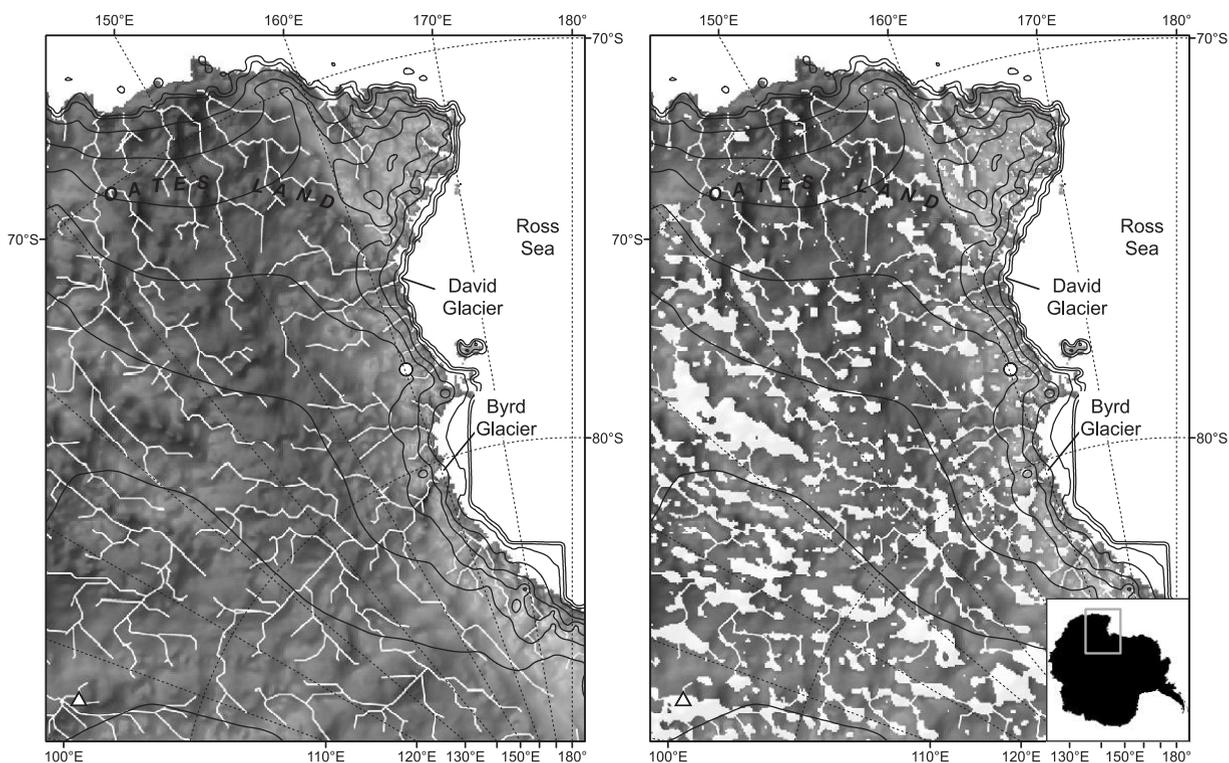 150°E 160°E 170°E 180°
70°S
OATES LAND
Ross
Sea
70°S
David
Glacier
Byrd
Glacier
80°S
100°E 110°E 120°E 130°E 150°E 180°
150°E 160°E 170°E 180°
70°S
OATES LAND
Ross
Sea
70°S
David
Glacier
Byrd
Glacier
80°S
100°E 110°E 120°E 130°E 150°E 180°